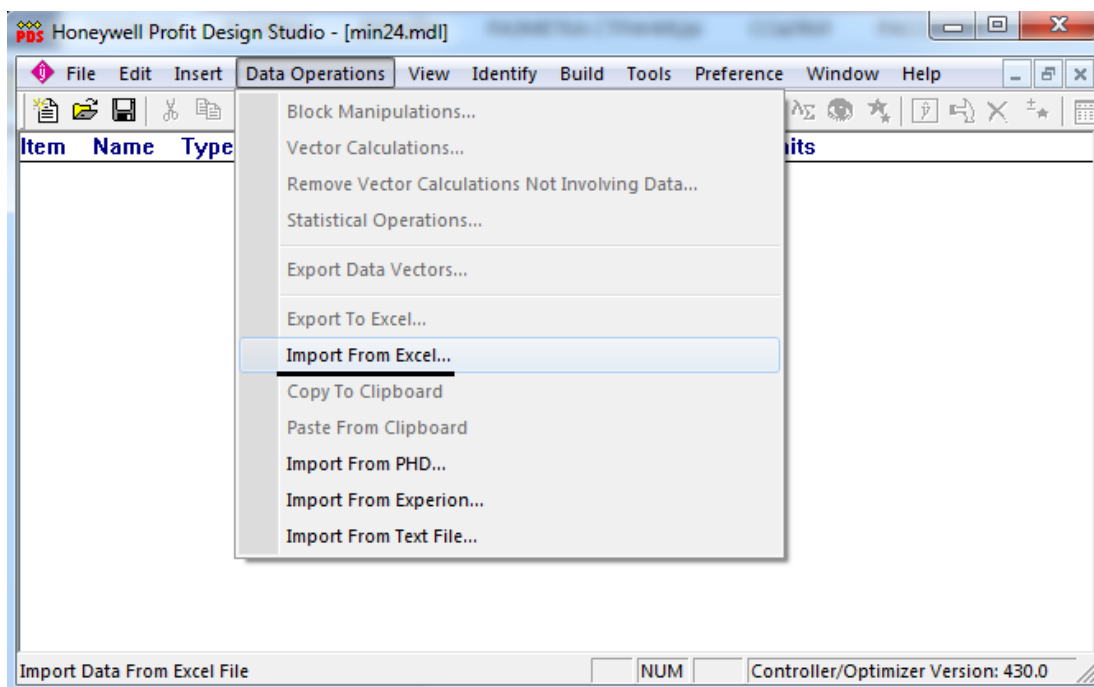 PDS Honeywell Profit Design Studio - [min24.mdl]
File Edit Insert Data Operations View Identify Build Tools Preference Window Help
Item Name Type
Block Manipulations...
Vector Calculations...
Remove Vector Calculations Not Involving Data...
Statistical Operations...
Export Data Vectors...
Export To Excel...
Import From Excel...
Copy To Clipboard
Paste From Clipboard
Import From PHD...
Import From Experion...
Import From Text File...
Import Data From Excel File NUM Controller/Optimizer Version: 430.0